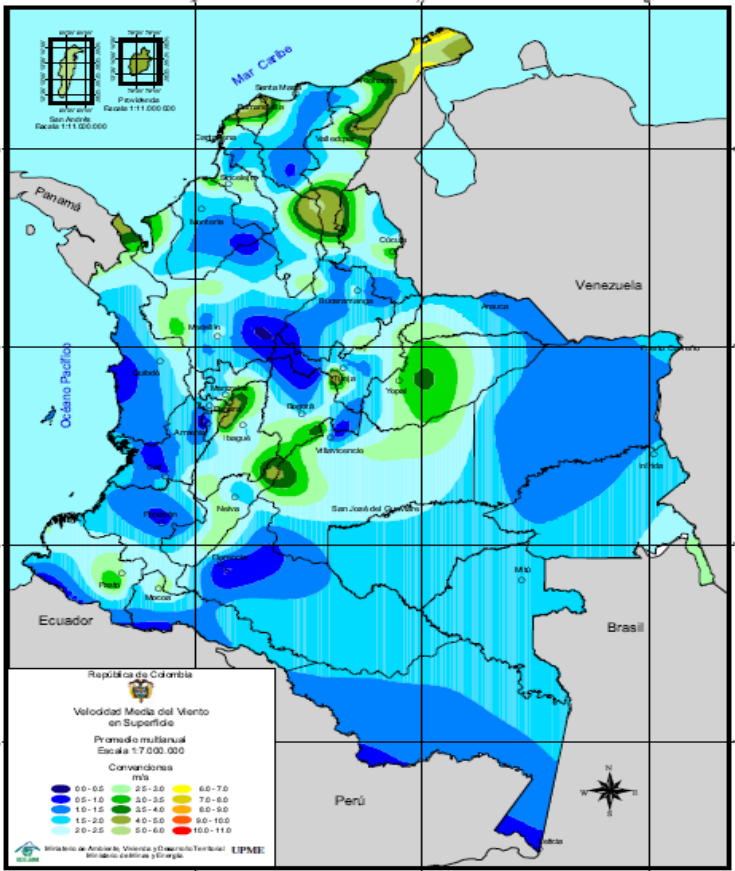 Mar Caribe
San Andrés
Escala 1:11.000.000
Providencia
Escala 1:11.000.000
Santa Marta
Valledupar
Sincelejo
Panamá
Montería
Cúcuta
Venezuela
Bucaramanga
Arauca
Medellín
Océano Pacífico
Quibdó
Tunja
Yopal
Bogotá
Ibagué
Villavicencio
Inírida
Neiva
San José del Guaviare
Popayán
Florencia
Mitú
Pasto
Mocoa
Ecuador
Brasil
Perú
Leticia
República de Colombia
Velocidad Media del Viento
en Superficie
Promedio multianual
Escala 1:7.000.000
Convenciones
m/s
0.0 - 0.5 2.5 - 3.0 6.0 - 7.0
0.5 - 1.0 3.0 - 3.5 7.0 - 8.0
1.0 - 1.5 3.5 - 4.0 8.0 - 9.0
1.5 - 2.0 4.0 - 5.0 9.0 - 10.0
2.0 - 2.5 5.0 - 6.0 10.0 - 11.0
N
W E
S
IDEAM
Ministerio de Ambiente, Vivienda y Desarrollo Territorial
Ministerio de Minas y Energía
UPME